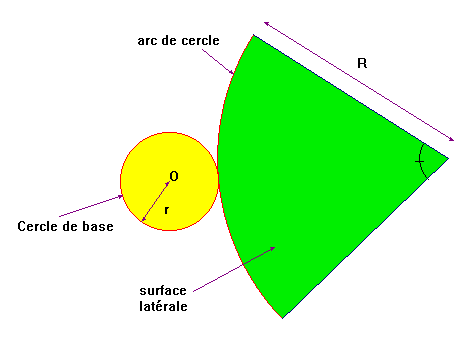 arc de cercle
R
O
r
Cercle de base
surface
latérale